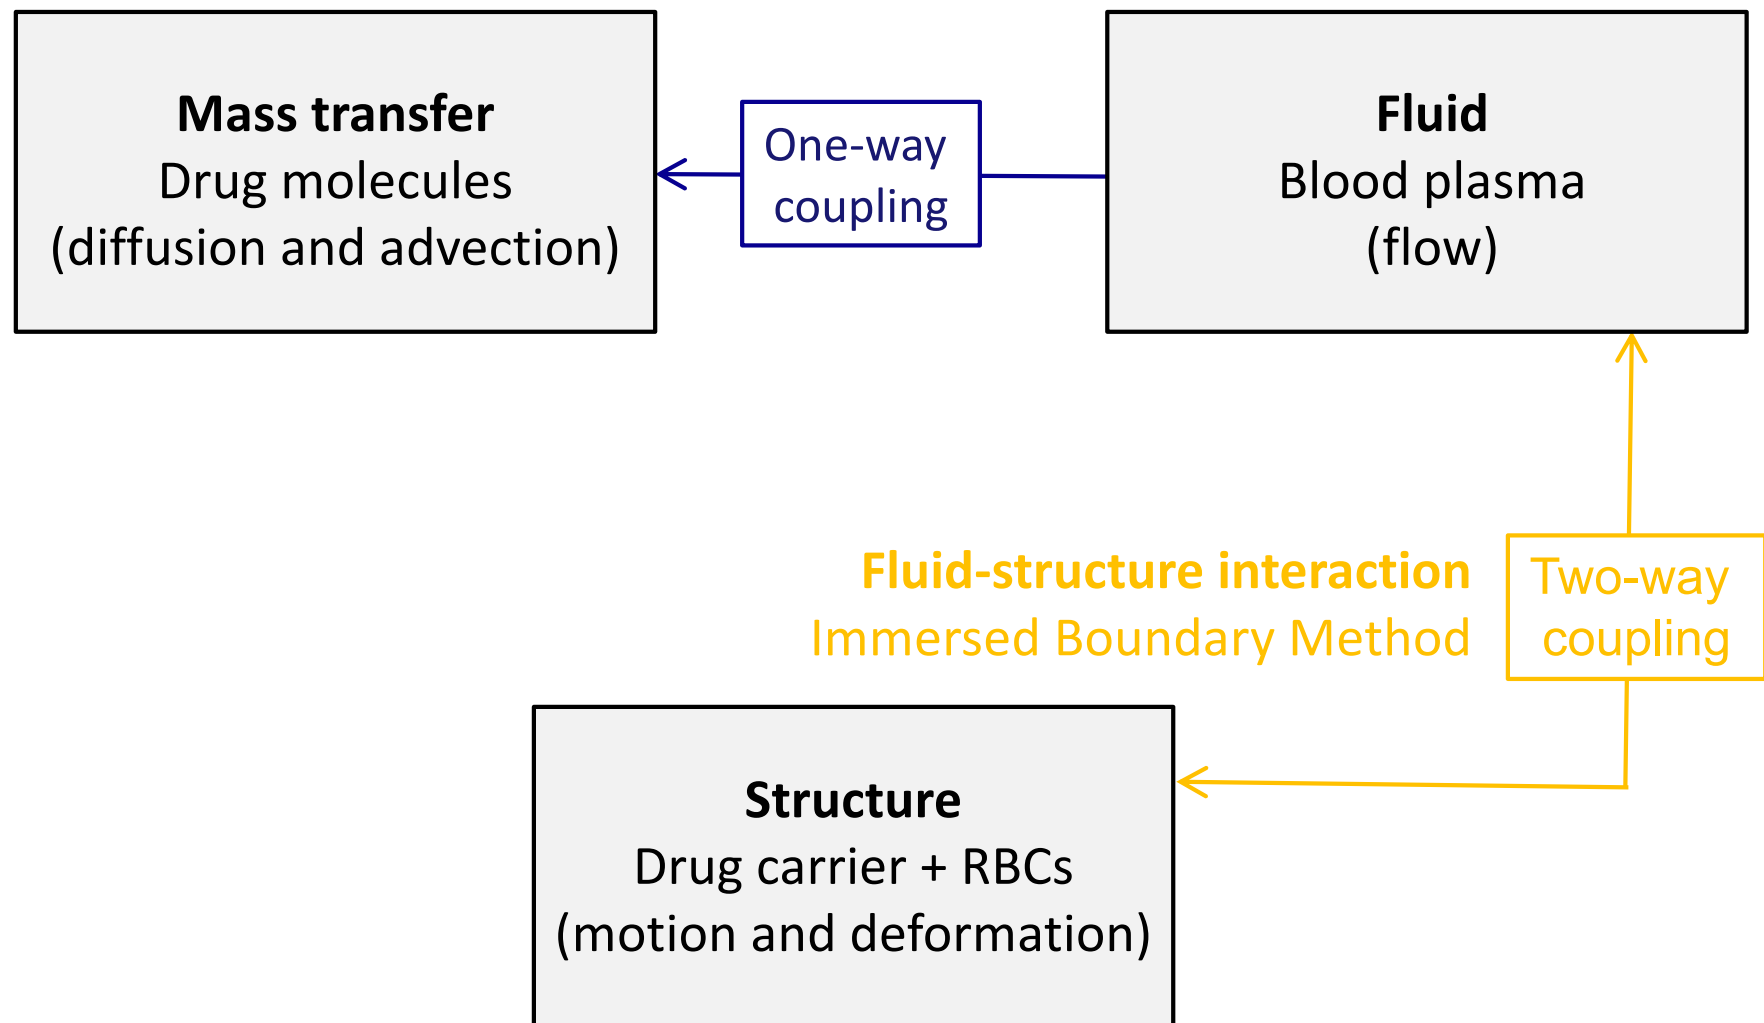 Mass transfer
Drug molecules
(diffusion and advection)
One-way
coupling
Fluid
Blood plasma
(flow)
Fluid-structure interaction
Immersed Boundary Method
Two-way
coupling
Structure
Drug carrier + RBCs
(motion and deformation)